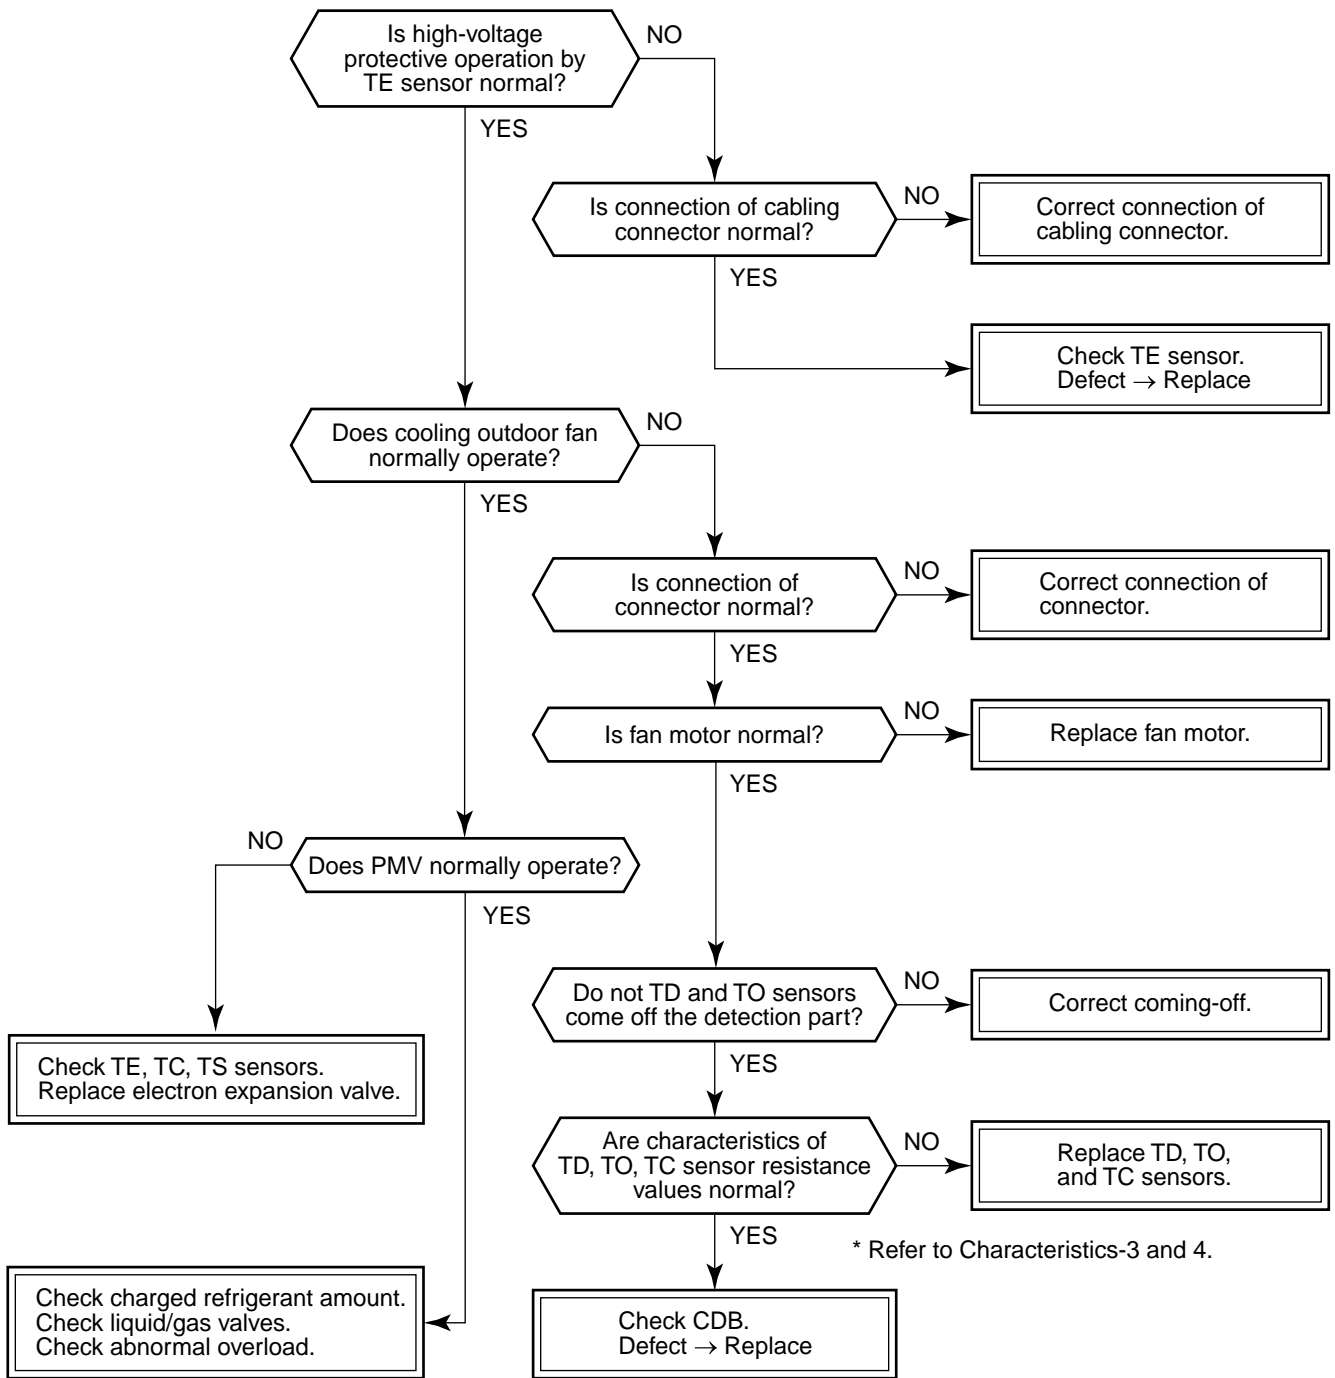 Is high-voltage
protective operation by
TE sensor normal?
NO
YES
Is connection of cabling
connector normal?
NO
Correct connection of
cabling connector.
YES
Check TE sensor.
Defect → Replace
Does cooling outdoor fan
normally operate?
NO
YES
Is connection of
connector normal?
NO
Correct connection of
connector.
YES
Is fan motor normal?
NO
Replace fan motor.
YES
NO
Does PMV normally operate?
YES
Do not TD and TO sensors
come off the detection part?
NO
Correct coming-off.
YES
Check TE, TC, TS sensors.
Replace electron expansion valve.
Are characteristics of
TD, TO, TC sensor resistance
values normal?
NO
Replace TD, TO,
and TC sensors.
YES
* Refer to Characteristics-3 and 4.
Check charged refrigerant amount.
Check liquid/gas valves.
Check abnormal overload.
Check CDB.
Defect → Replace